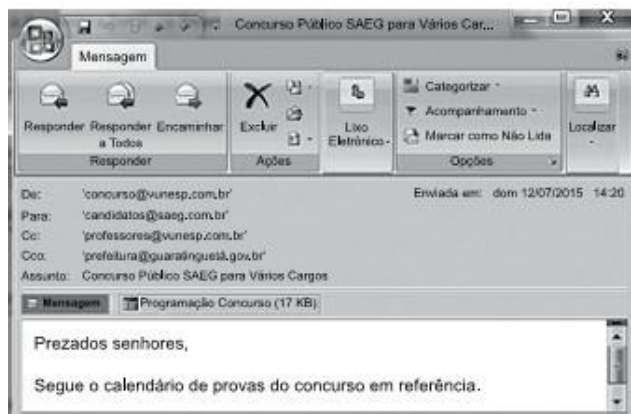 Concurso Público SAEG para Vários Car...
Mensagem
Responder Responder a Todos Encaminhar
Excluir
Lixo Eletrônico
Categorizar
Acompanhamento
Marcar como Não Lida
Localizar
Responder
Ações
Opções
De: 'concurso@vunesp.com.br'
Enviada em: dom 12/07/2015 14:20
Para: 'candidatos@saeg.com.br'
Cc: 'professores@vunesp.com.br'
Cco: 'prefeitura@guaratinguetá.gov.br'
Assunto: Concurso Público SAEG para Vários Cargos
Mensagem
Programação Concurso (17 KB)
Prezados senhores,
Segue o calendário de provas do concurso em referência.